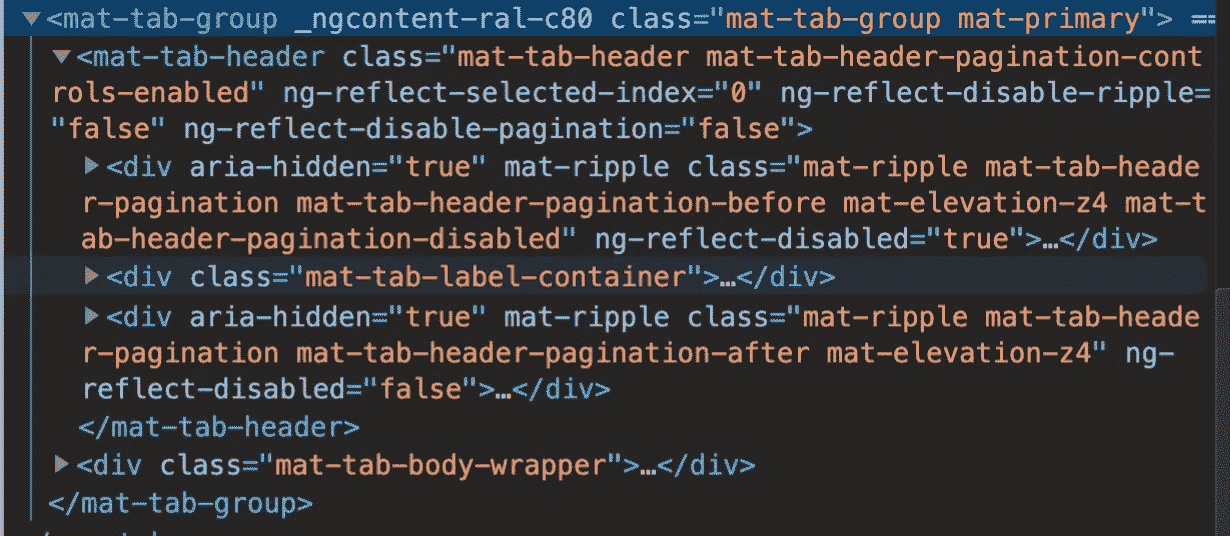 ▼<mat-tab-group _ngcontent-ral-c80 class="mat-tab-group mat-primary"> ==
▼<mat-tab-header class="mat-tab-header mat-tab-header-pagination-cont
rols-enabled" ng-reflect-selected-index="0" ng-reflect-disable-ripple=
"false" ng-reflect-disable-pagination="false">
▶<div aria-hidden="true" mat-ripple class="mat-ripple mat-tab-heade
r-pagination mat-tab-header-pagination-before mat-elevation-z4 mat-t
ab-header-pagination-disabled" ng-reflect-disabled="true">…</div>
▶<div class="mat-tab-label-container">…</div>
▶<div aria-hidden="true" mat-ripple class="mat-ripple mat-tab-heade
r-pagination mat-tab-header-pagination-after mat-elevation-z4" ng-
reflect-disabled="false">…</div>
</mat-tab-header>
▶<div class="mat-tab-body-wrapper">…</div>
</mat-tab-group>